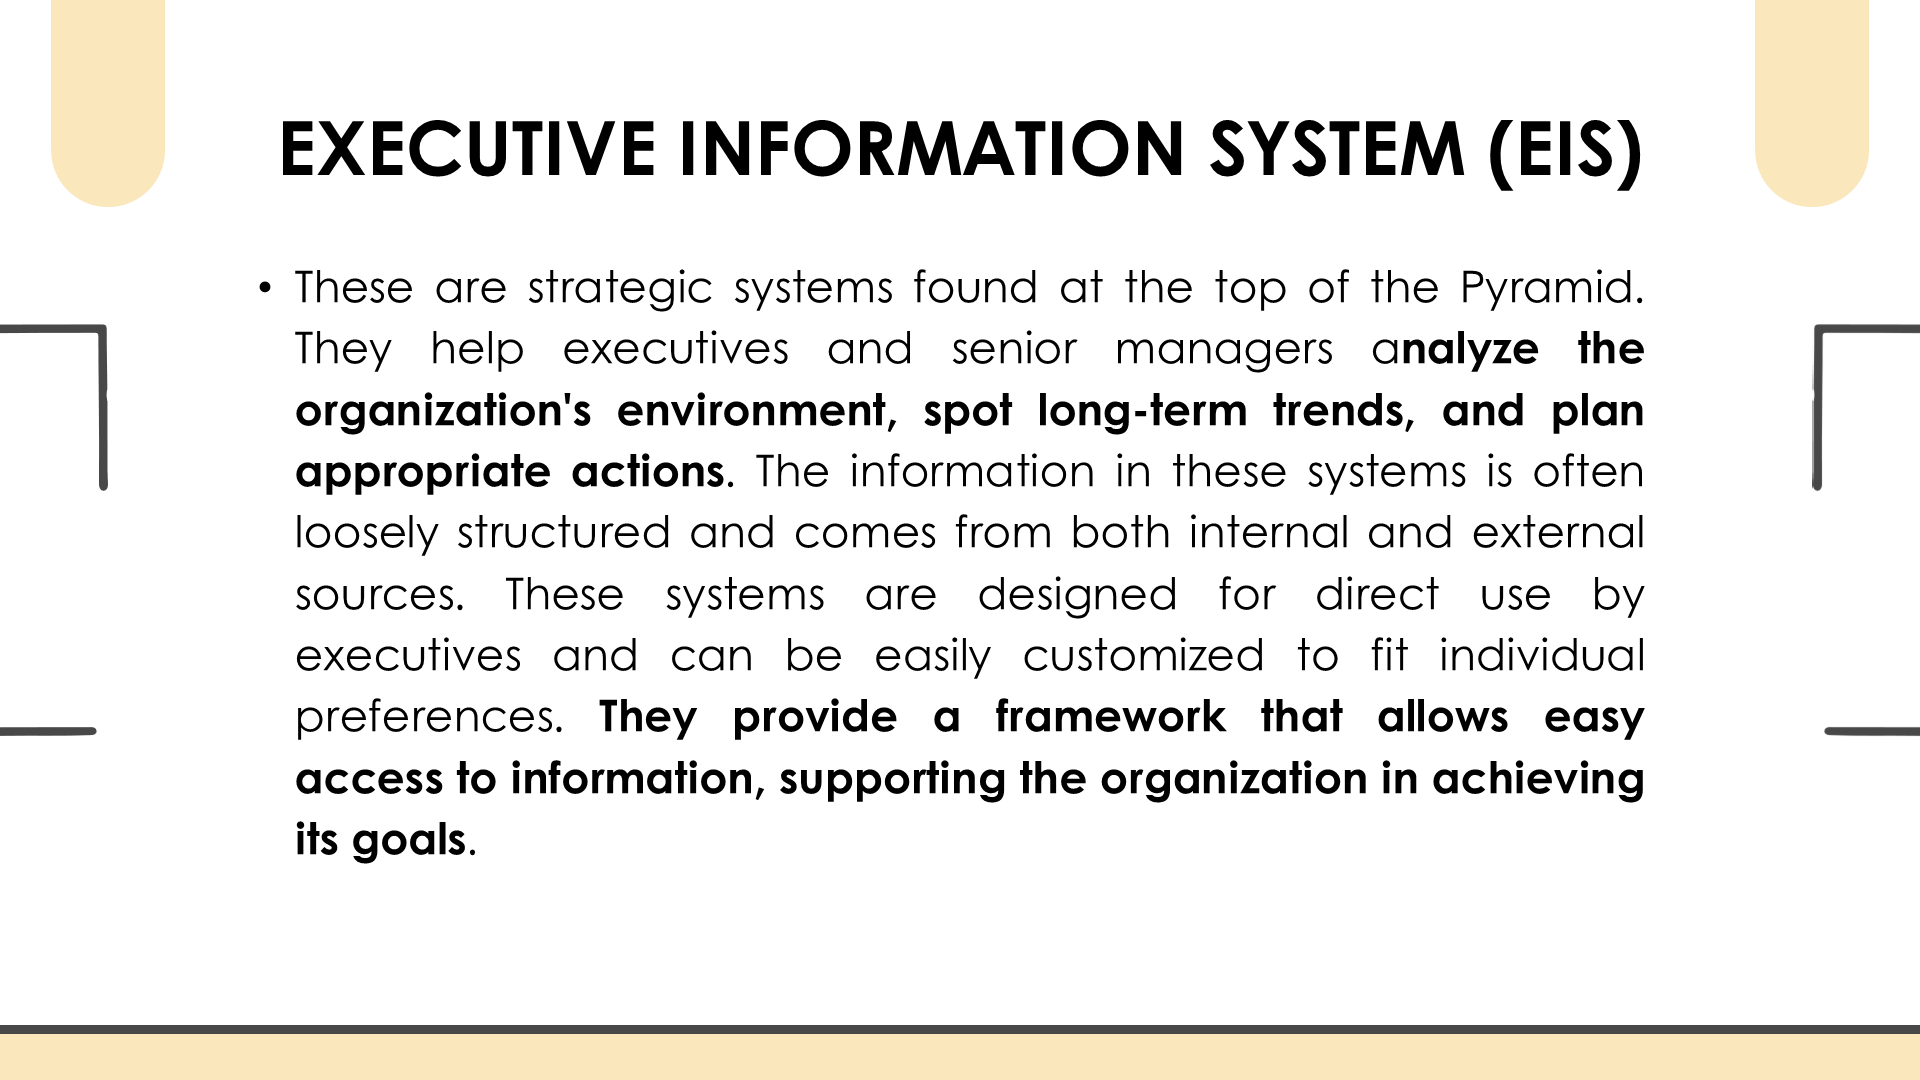 EXECUTIVE INFORMATION SYSTEM (EIS)
• These are strategic systems found at the top of the Pyramid.
They help executives and senior managers analyze the
organization's environment, spot long-term trends, and plan
appropriate actions. The information in these systems is often
loosely structured and comes from both internal and external
sources. These systems are designed for direct use by
executives and can be easily customized to fit individual
preferences. They provide a framework that allows easy
access to information, supporting the organization in achieving
its goals.